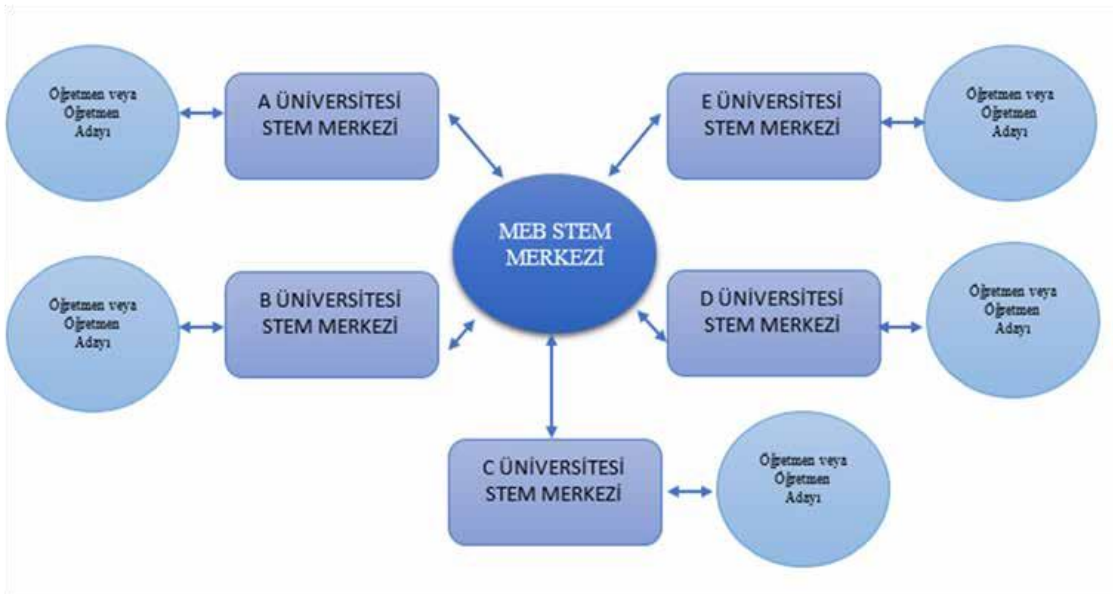 Öğretmen veya
Öğretmen
Adayı
A ÜNİVERSİTESİ
STEM MERKEZİ
E ÜNİVERSİTESİ
STEM MERKEZİ
Öğretmen veya
Öğretmen
Adayı
MEB STEM
MERKEZİ
Öğretmen veya
Öğretmen
Adayı
B ÜNİVERSİTESİ
STEM MERKEZİ
D ÜNİVERSİTESİ
STEM MERKEZİ
Öğretmen veya
Öğretmen
Adayı
C ÜNİVERSİTESİ
STEM MERKEZİ
Öğretmen veya
Öğretmen
Adayı